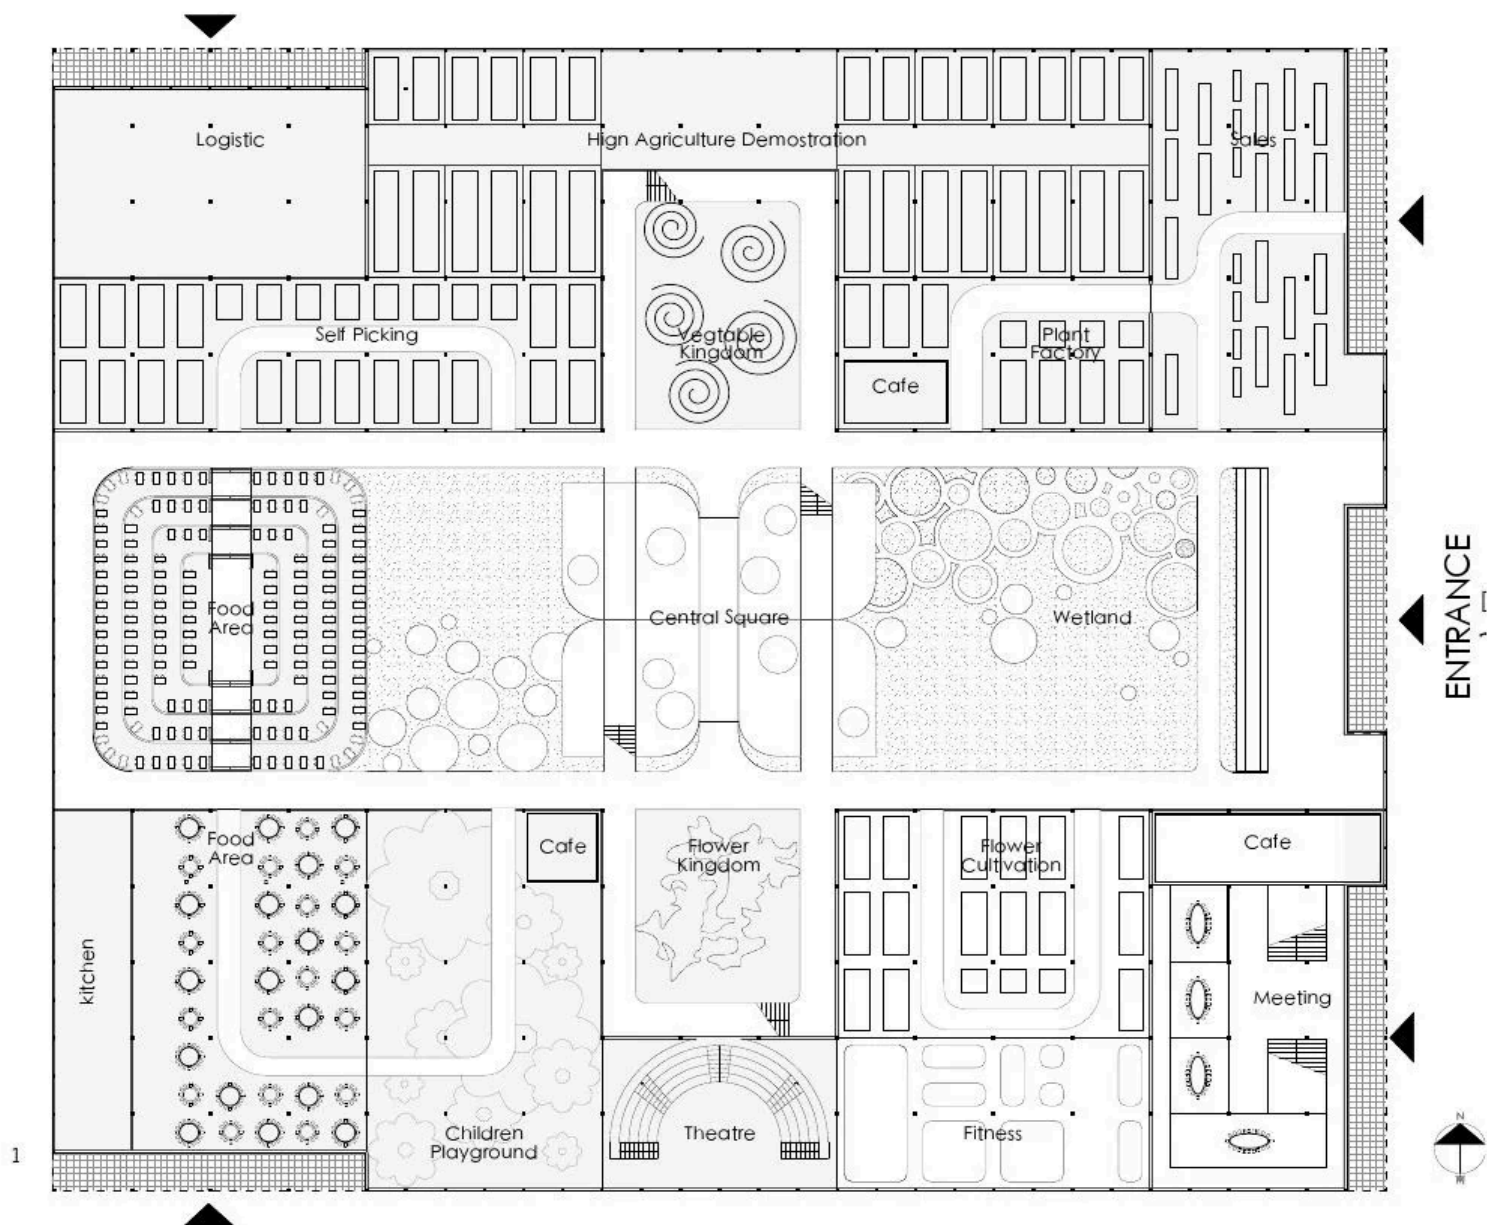 Logistic
Hign Agriculture Demostration
Sales
Self Picking
Vegtable
Kingdom
Plant
Factory
Cafe
Food
Area
Central Square
Wetland
ENTRANCE
Food
Area
Cafe
Flower
Kingdom
Flower
Cultivation
Cafe
kitchen
Meeting
Children
Playground
Theatre
Fitness
1
N